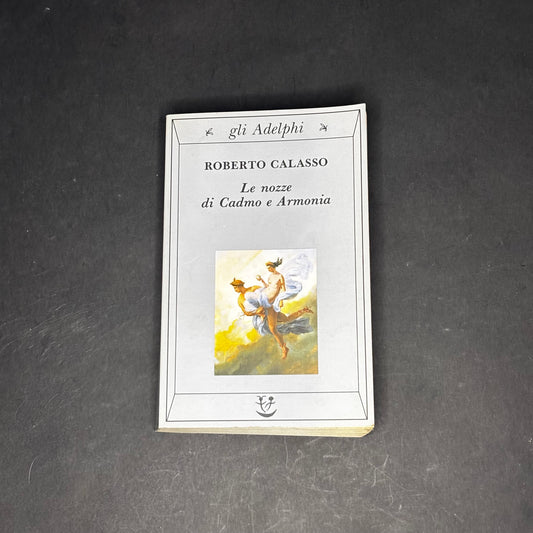 gli Adelphi
ROBERTO CALASSO
Le nozze
di Cadmo e Armonia